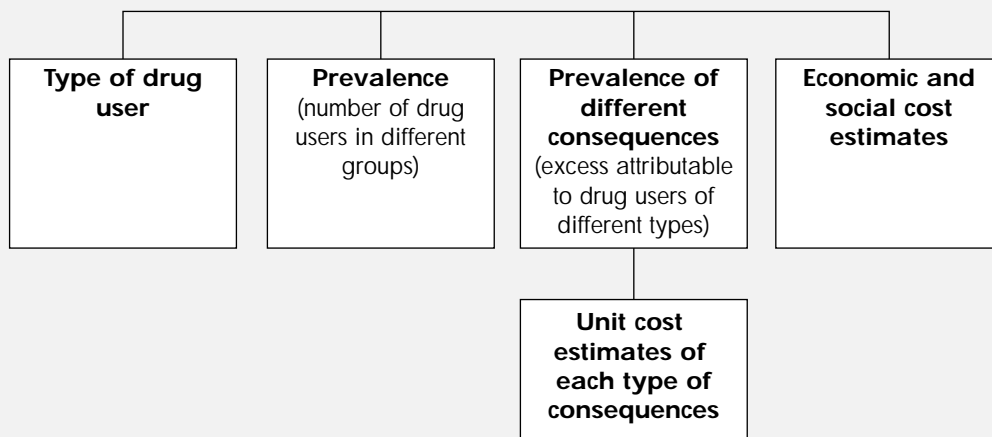 Type of drug
user
Prevalence
(number of drug
users in different
groups)
Prevalence of
different
consequences
(excess attributable
to drug users of
different types)
Economic and
social cost
estimates
Unit cost
estimates of
each type of
consequences